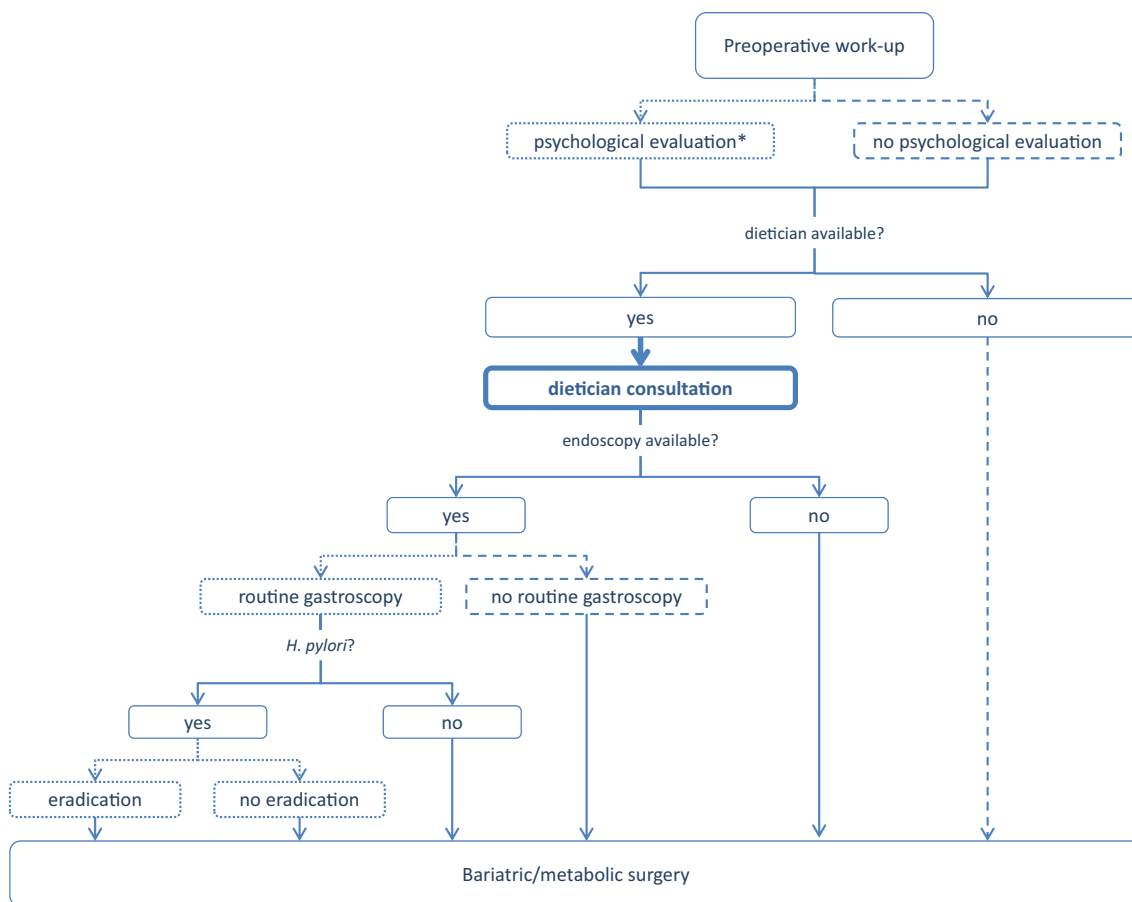 Preoperative work-up
psychological evaluation*
no psychological evaluation
dietician available?
yes
no
dietician consultation
endoscopy available?
yes
no
routine gastroscopy
no routine gastroscopy
H. pylori?
yes
no
eradication
no eradication
Bariatric/metabolic surgery